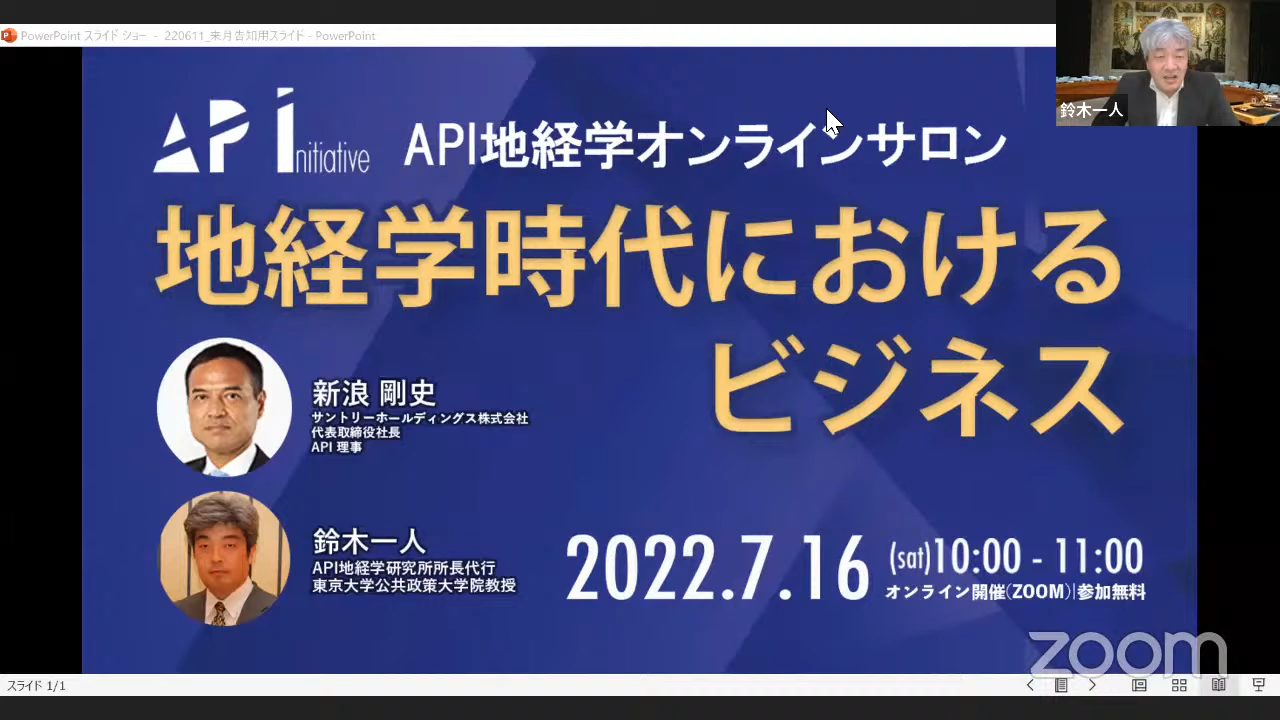 PowerPoint スライド ショー - 220611_来月告知用スライド - PowerPoint
鈴木一人
API Initiative
API地経学オンラインサロン
地経学時代における
ビジネス
新浪 剛史
サントリーホールディングス株式会社
代表取締役社長
API 理事
鈴木一人
API地経学研究所所長代行
東京大学公共政策大学院教授
2022.7.16 (sat)10:00 - 11:00
オンライン開催(ZOOM)|参加無料
zoom
スライド 1/1